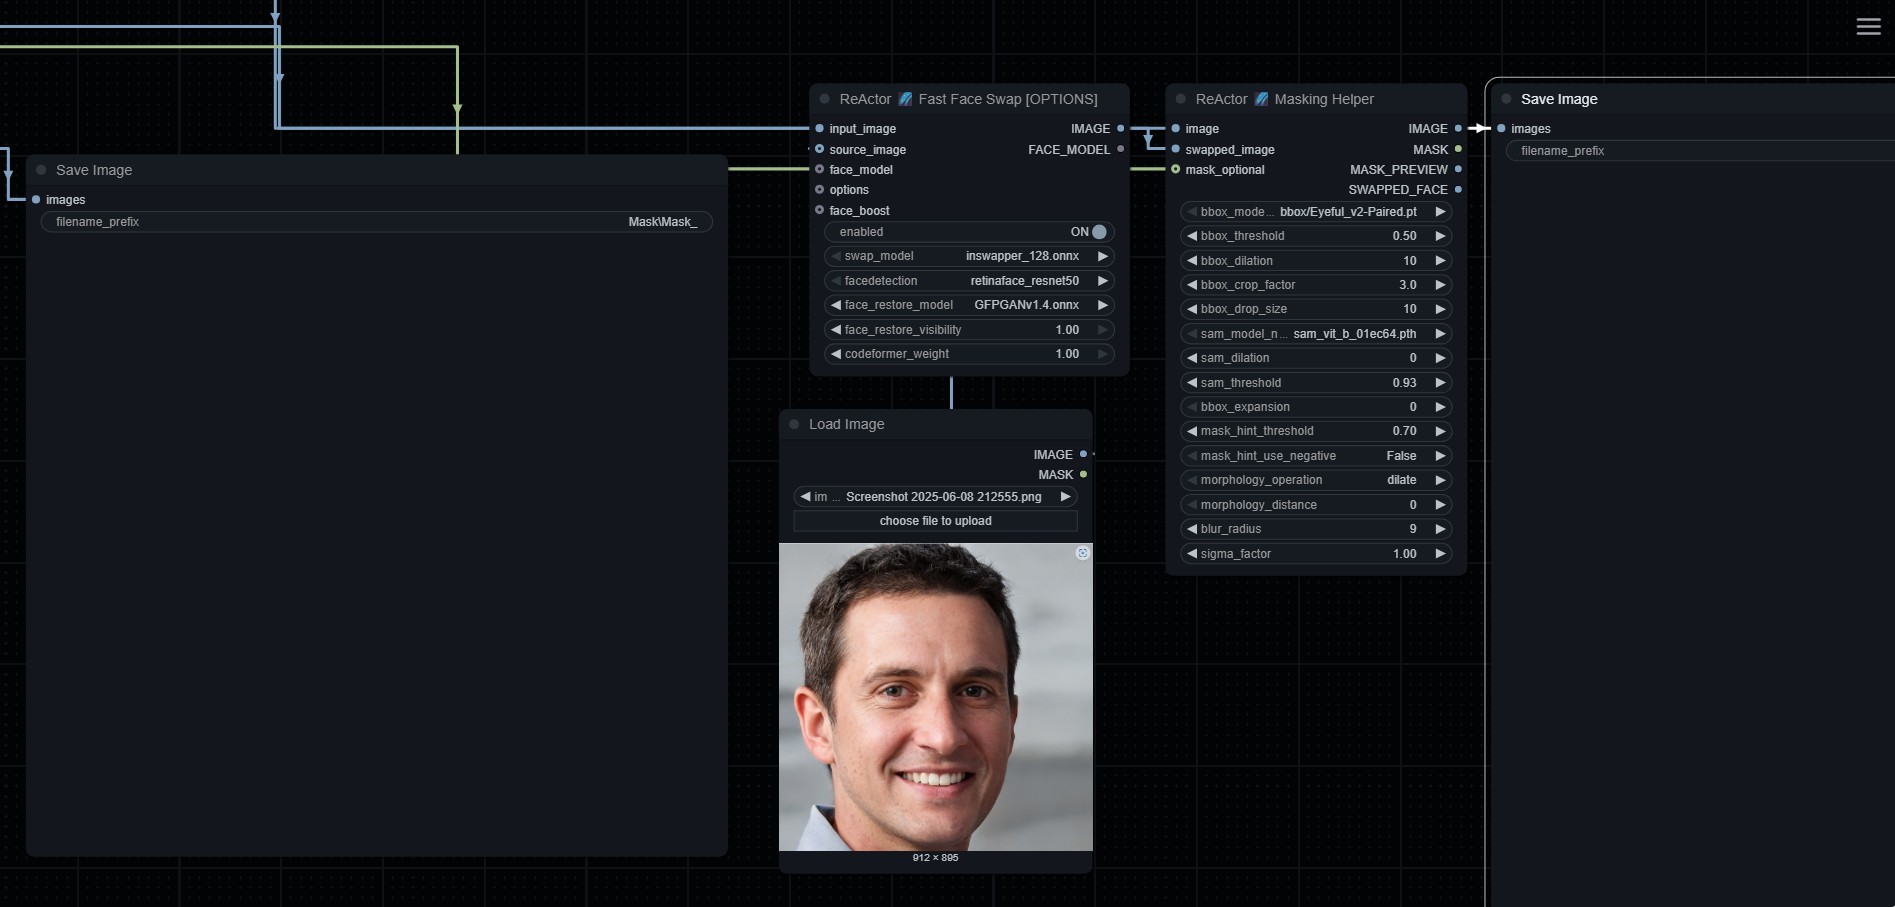 Save Image
images
filename_prefix Mask\Mask_
ReActor Fast Face Swap [OPTIONS]
input_image IMAGE
source_image FACE_MODEL
face_model
options
face_boost
enabled ON
swap_model inswapper_128.onnx
facedetection retinaface_resnet50
face_restore_model GFPGANv1.4.onnx
face_restore_visibility 1.00
codeformer_weight 1.00
Load Image
IMAGE
MASK
im ... Screenshot 2025-06-08 212555.png
choose file to upload
912 × 895
ReActor Masking Helper
image IMAGE
swapped_image MASK
mask_optional MASK_PREVIEW
SWAPPED_FACE
bbox_mode ... bbox/Eyeful_v2-Paired.pt
bbox_threshold 0.50
bbox_dilation 10
bbox_crop_factor 3.0
bbox_drop_size 10
sam_model_n ... sam_vit_b_01ec64.pth
sam_dilation 0
sam_threshold 0.93
bbox_expansion 0
mask_hint_threshold 0.70
mask_hint_use_negative False
morphology_operation dilate
morphology_distance 0
blur_radius 9
sigma_factor 1.00
Save Image
images
filename_prefix